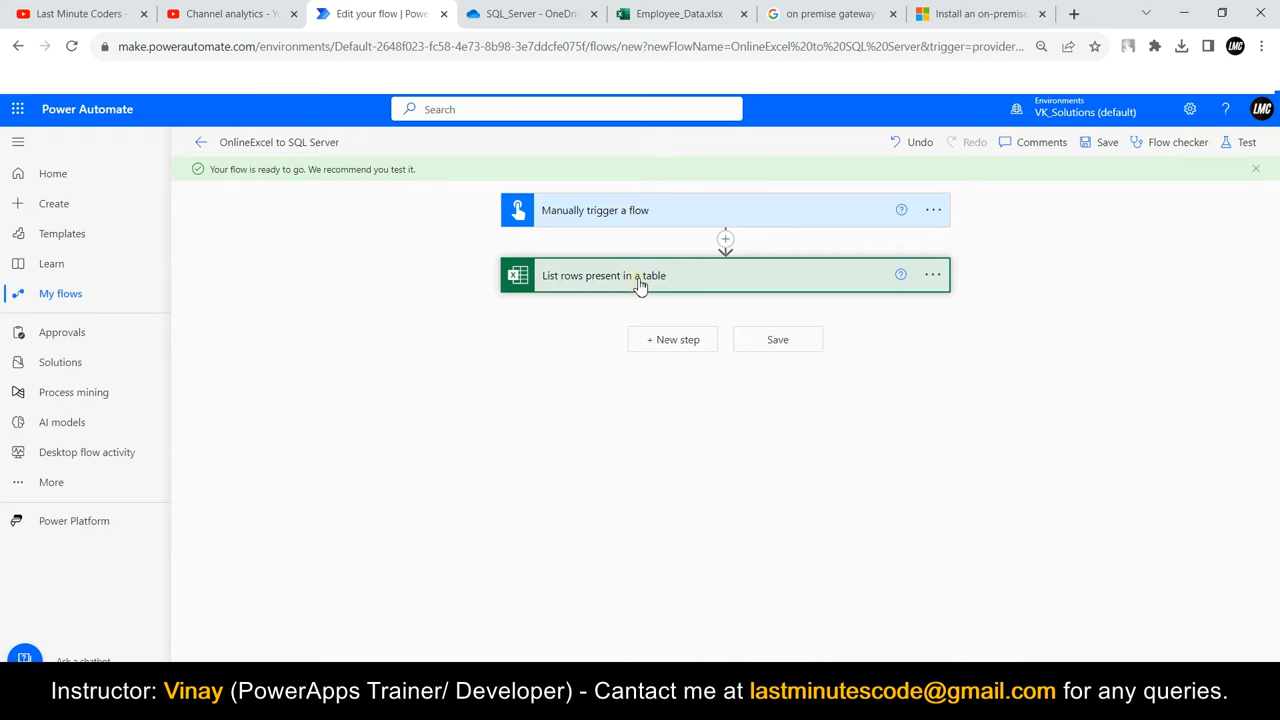 Last Minute Coders -
Channel analytics - Y
Edit your flow | Powe
SQL_Server - OneDriv
Employee_Data.xlsx
on premise gateway
Install an on-premise
make.powerautomate.com/environments/Default-2648f023-fc58-4e73-8b98-3e7ddcfe075f/flows/new?newFlowName=OnlineExcel%20to%20SQL%20Server&trigger=provider...
LMC
Power Automate
Search
Environments
VK_Solutions (default)
LMC
OnlineExcel to SQL Server
Undo
Redo
Comments
Save
Flow checker
Test
Your flow is ready to go. We recommend you test it.
Home
Create
Templates
Learn
My flows
Approvals
Solutions
Process mining
AI models
Desktop flow activity
More
Power Platform
Ask a chatbot
Manually trigger a flow
List rows present in a table
+ New step
Save
Instructor: Vinay (PowerApps Trainer/ Developer) - Cantact me at lastminutescode@gmail.com for any queries.